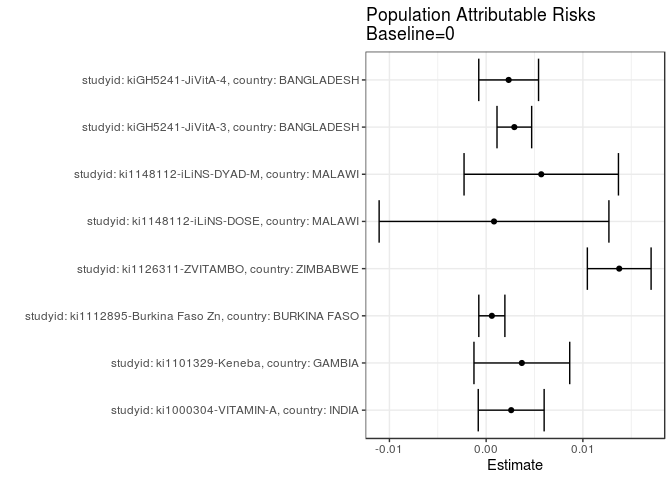 Population Attributable Risks
Baseline=0
studyid: kiGH5241-JiVitA-4, country: BANGLADESH
studyid: kiGH5241-JiVitA-3, country: BANGLADESH
studyid: ki1148112-iLiNS-DYAD-M, country: MALAWI
studyid: ki1148112-iLiNS-DOSE, country: MALAWI
studyid: ki1126311-ZVITAMBO, country: ZIMBABWE
studyid: ki1112895-Burkina Faso Zn, country: BURKINA FASO
studyid: ki1101329-Keneba, country: GAMBIA
studyid: ki1000304-VITAMIN-A, country: INDIA
-0.01 0.00 0.01
Estimate